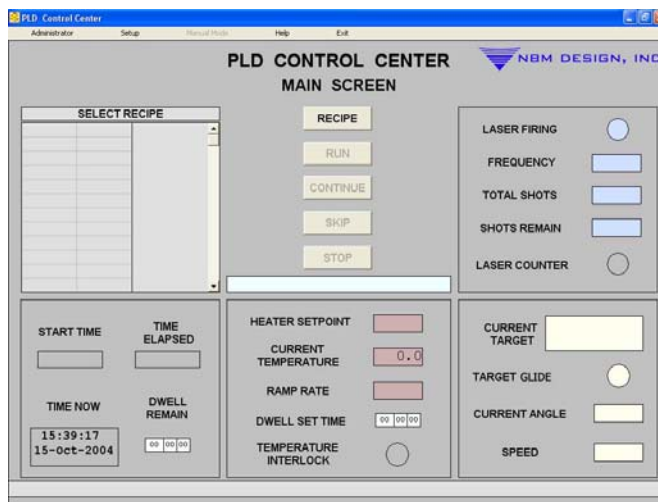 PLD Control Center
Administrator Setup Manual Mode Help Exit
PLD CONTROL CENTER
MAIN SCREEN
NBM DESIGN, INC
SELECT RECIPE
RECIPE
RUN
CONTINUE
SKIP
STOP
LASER FIRING
FREQUENCY
TOTAL SHOTS
SHOTS REMAIN
LASER COUNTER
START TIME
TIME
ELAPSED
TIME NOW
DWELL
REMAIN
15:39:17
15-Oct-2004
00 00 00
HEATER SETPOINT
CURRENT
TEMPERATURE
0.0
RAMP RATE
DWELL SET TIME
00 00 00
TEMPERATURE
INTERLOCK
CURRENT
TARGET
TARGET GLIDE
CURRENT ANGLE
SPEED